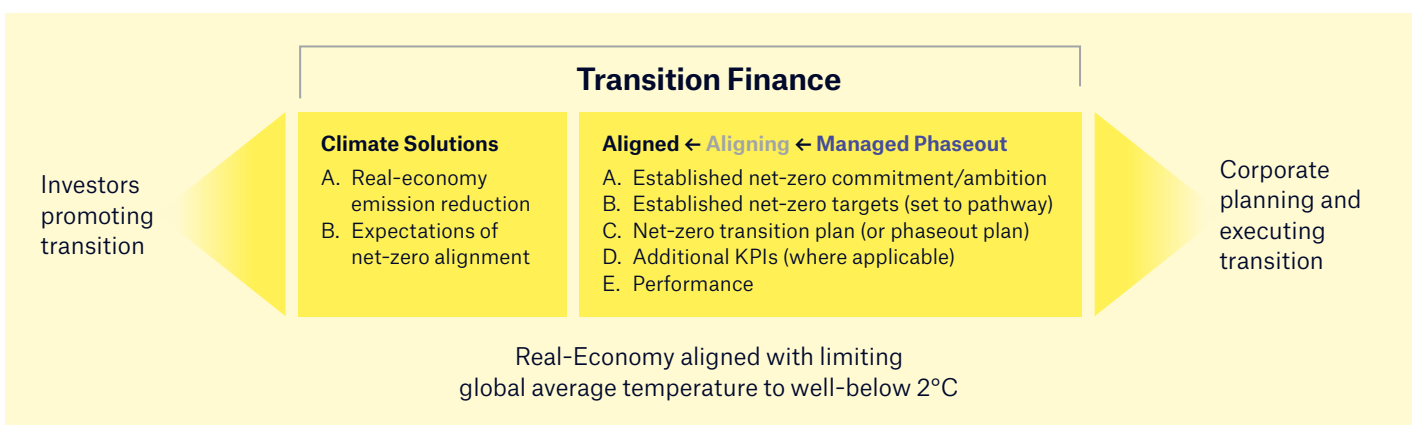 Transition Finance
Investors
promoting
transition
Climate Solutions
A. Real-economy
emission reduction
B. Expectations of
net-zero alignment
Aligned ← Aligning ← Managed Phaseout
A. Established net-zero commitment/ambition
B. Established net-zero targets (set to pathway)
C. Net-zero transition plan (or phaseout plan)
D. Additional KPIs (where applicable)
E. Performance
Corporate
planning and
executing
transition
Real-Economy aligned with limiting
global average temperature to well-below 2°C